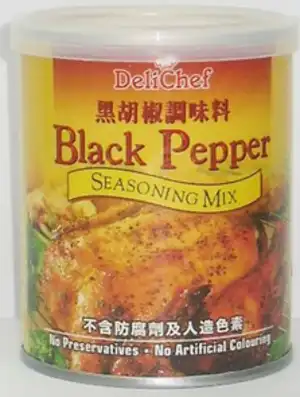 DeliChef
黑胡椒調味料
Black Pepper
SEASONING MIX
不含防腐劑及人造色素
No Preservatives • No Artificial Colouring